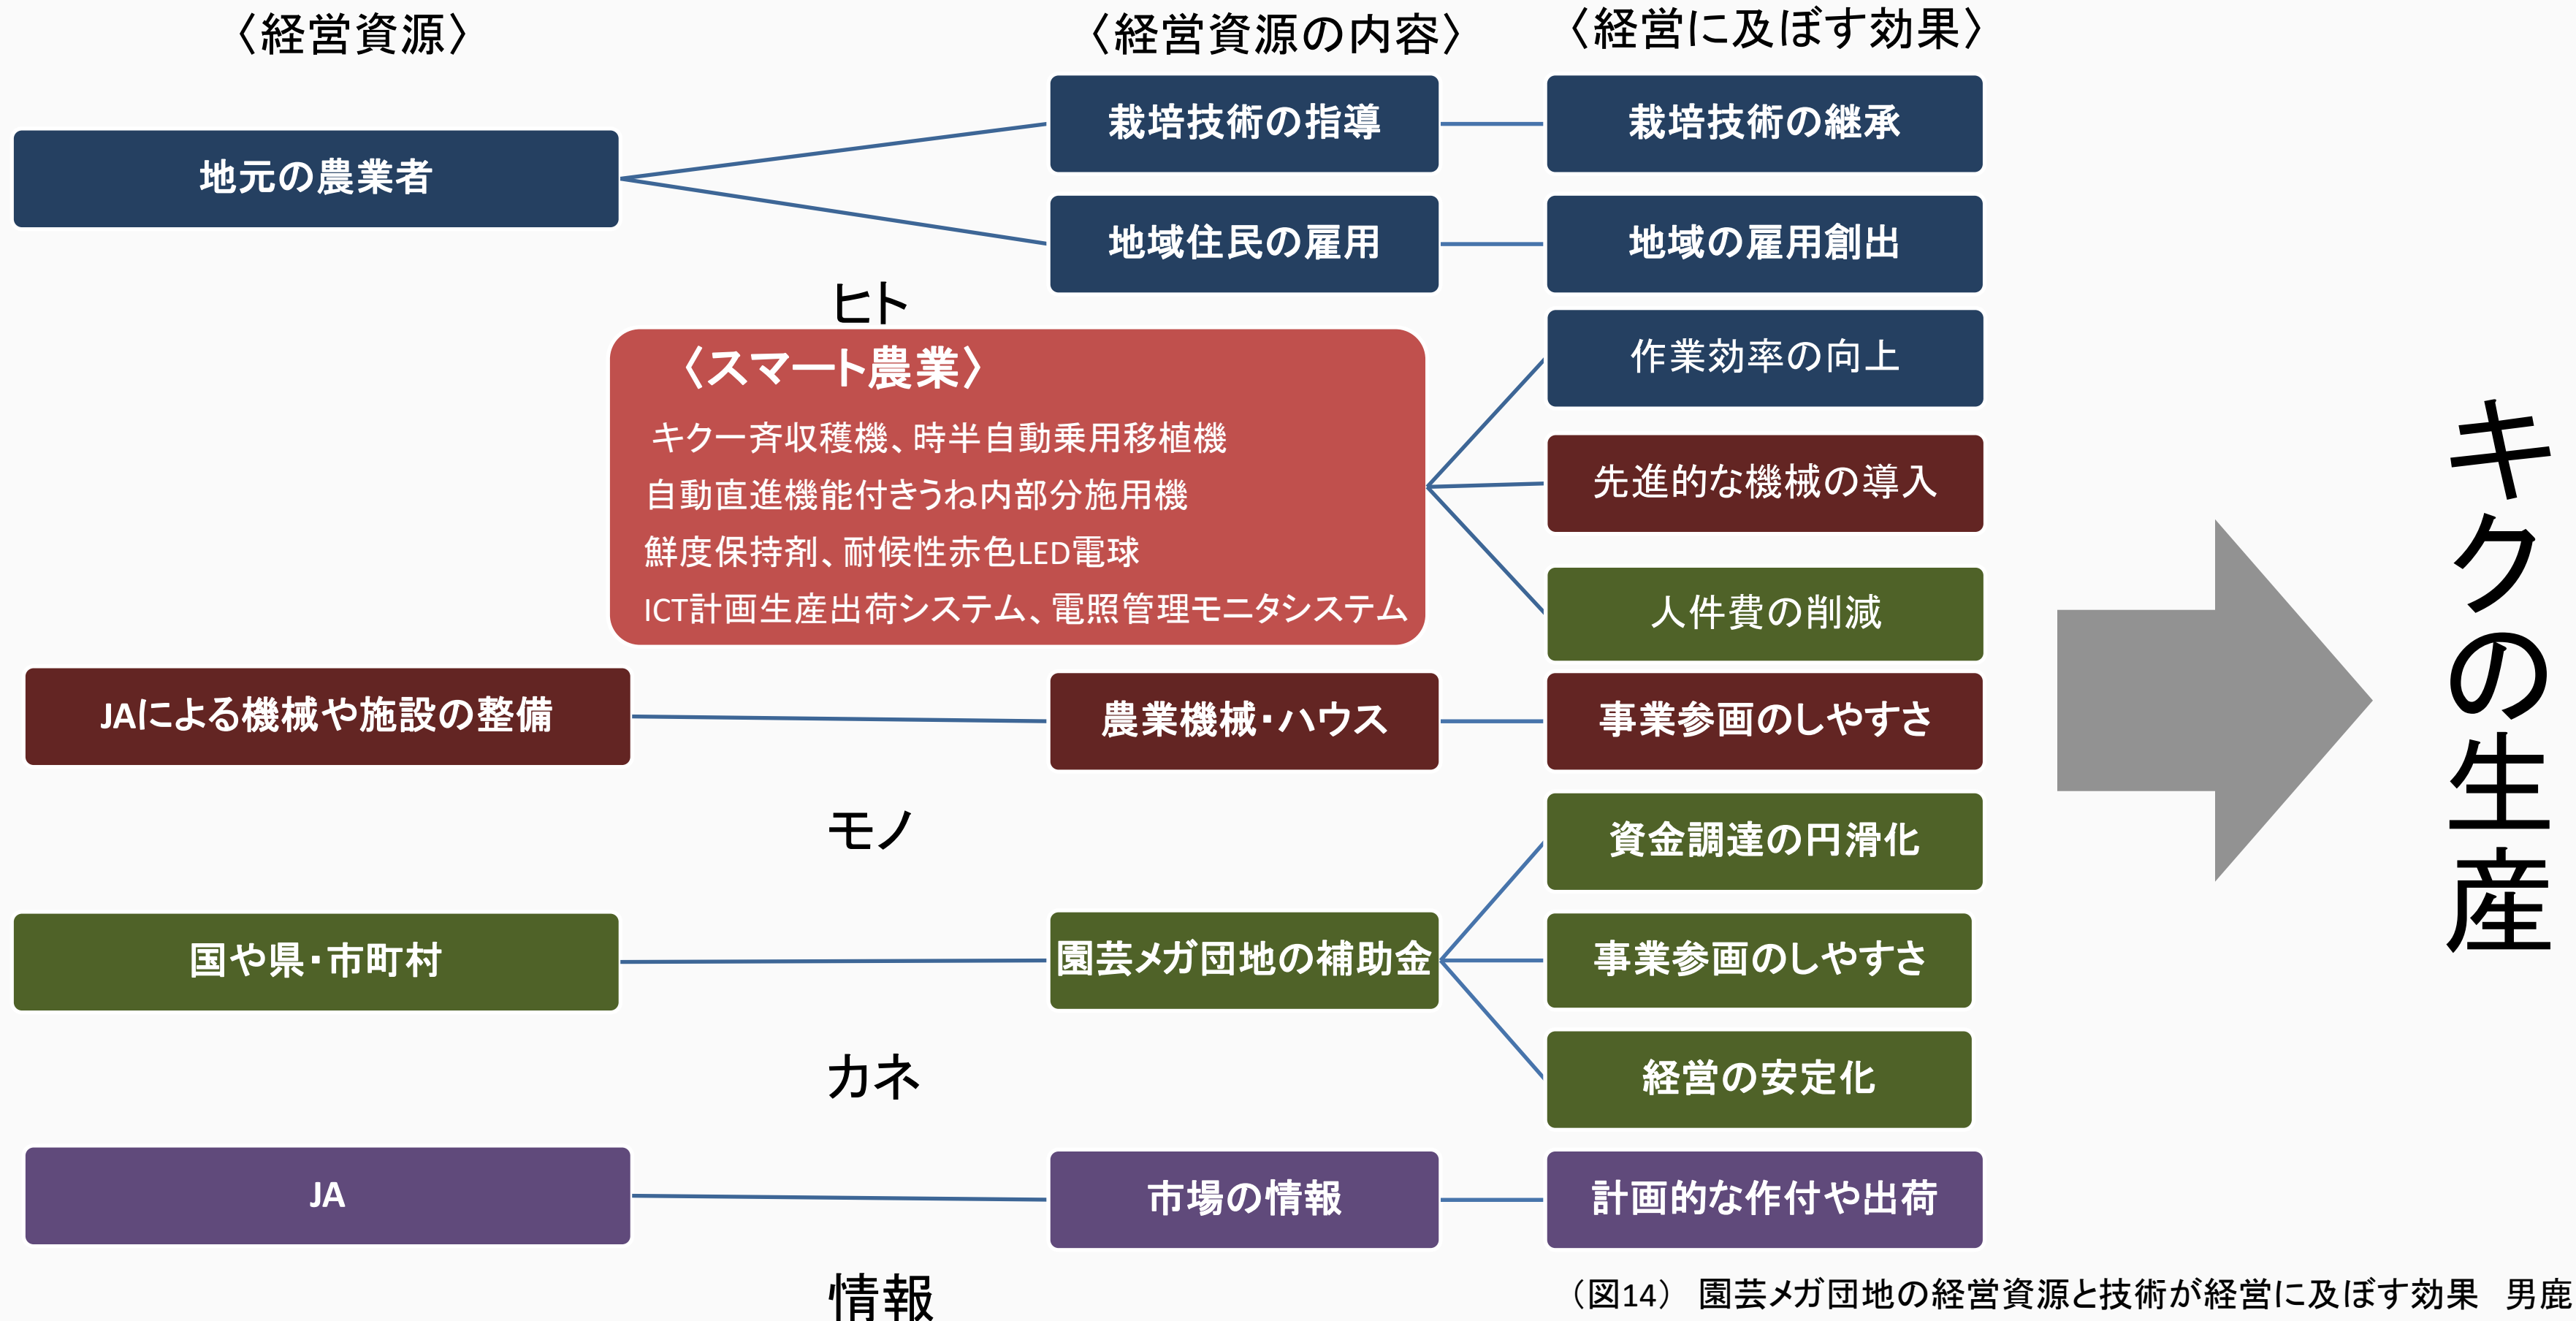 〈経営資源〉
〈経営資源の内容〉
〈経営に及ぼす効果〉
地元の農業者
栽培技術の指導
栽培技術の継承
地域住民の雇用
地域の雇用創出
ヒト
〈スマート農業〉
キク一斉収穫機、時半自動乗用移植機
自動直進機能付きうね内部分施用機
鮮度保持剤、耐候性赤色LED電球
ICT計画生産出荷システム、電照管理モニタシステム
作業効率の向上
先進的な機械の導入
人件費の削減
JAによる機械や施設の整備
農業機械・ハウス
事業参画のしやすさ
モノ
国や県・市町村
園芸メガ団地の補助金
資金調達の円滑化
事業参画のしやすさ
経営の安定化
カネ
JA
市場の情報
計画的な作付や出荷
情報
キクの生産
（図14） 園芸メガ団地の経営資源と技術が経営に及ぼす効果　男鹿